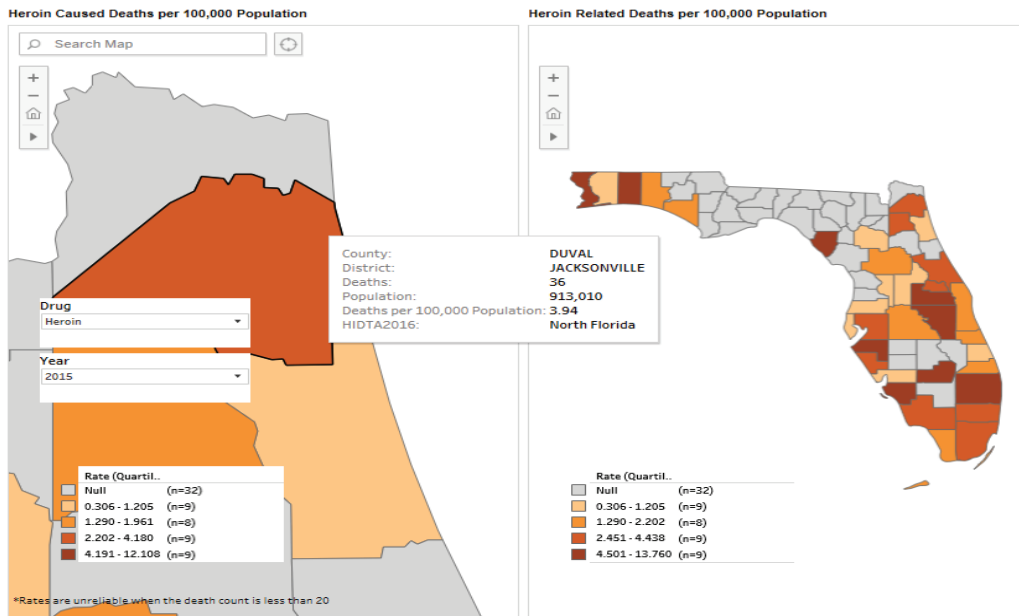 Heroin Caused Deaths per 100,000 Population
Search Map
County: DUVAL
District: JACKSONVILLE
Deaths: 36
Population: 913,010
Deaths per 100,000 Population: 3.94
HIDTA2016: North Florida
Drug
Heroin
Year
2015
Rate (Quartil..
Null (n=32)
0.306 - 1.205 (n=9)
1.290 - 1.961 (n=8)
2.202 - 4.180 (n=9)
4.191 - 12.108 (n=9)
*Rates are unreliable when the death count is less than 20
Heroin Related Deaths per 100,000 Population
Rate (Quartil..
Null (n=32)
0.306 - 1.205 (n=9)
1.290 - 2.202 (n=8)
2.451 - 4.438 (n=9)
4.501 - 13.760 (n=9)